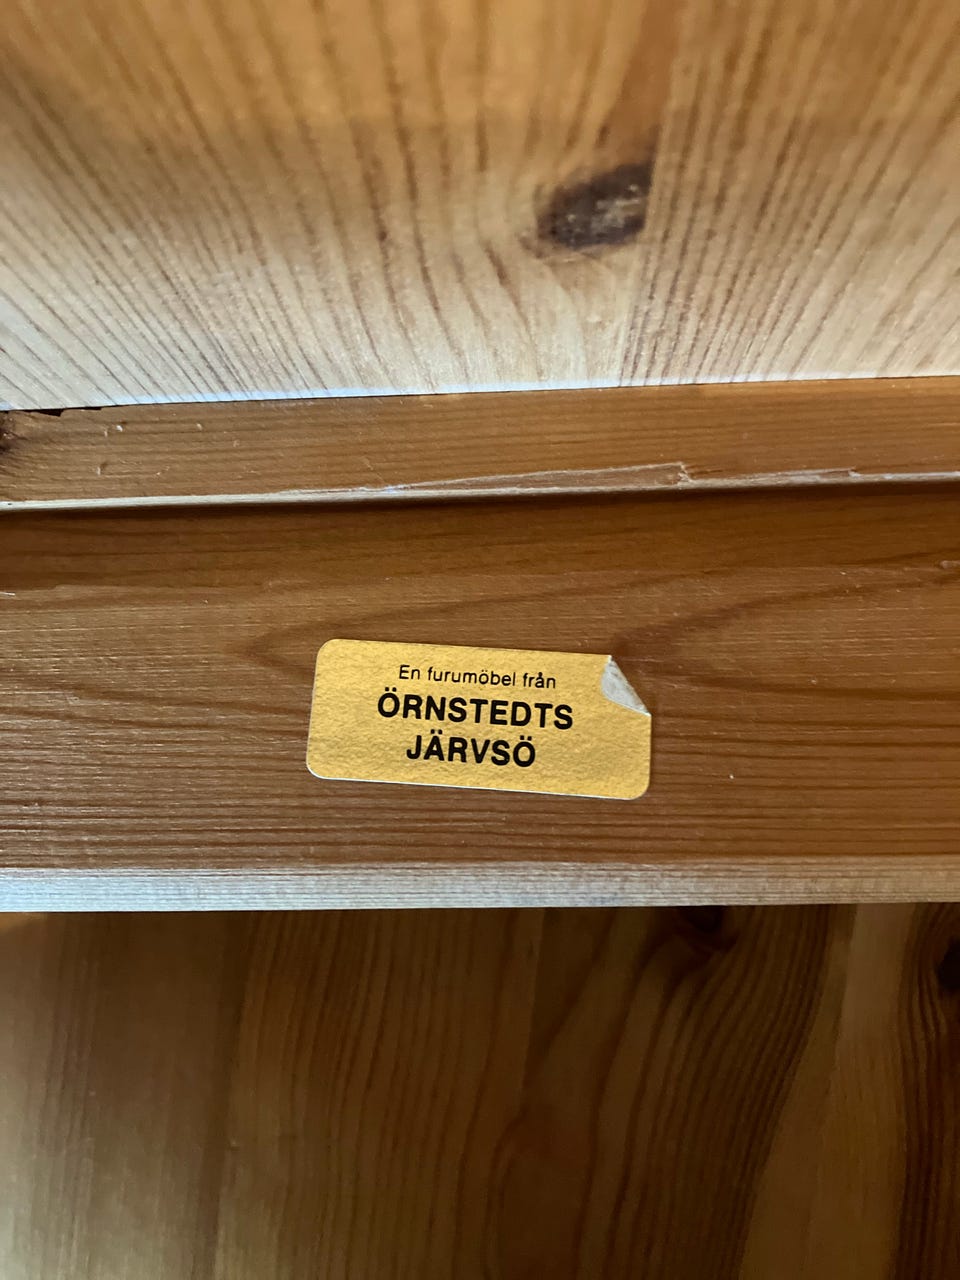 En furumöbel från
ÖRNSTEDTS
JÄRVSÖ